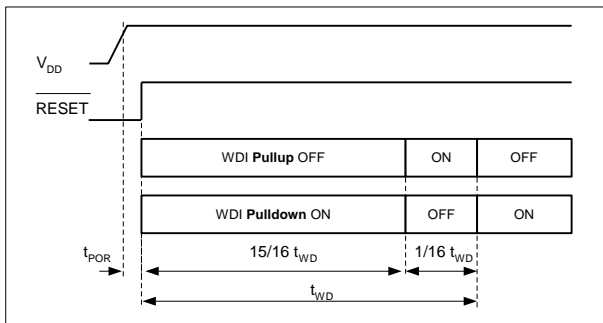 VDD
RESET
WDI Pullup OFF
ON
OFF
WDI Pulldown ON
OFF
ON
tPOR
15/16 tWD
1/16 tWD
tWD